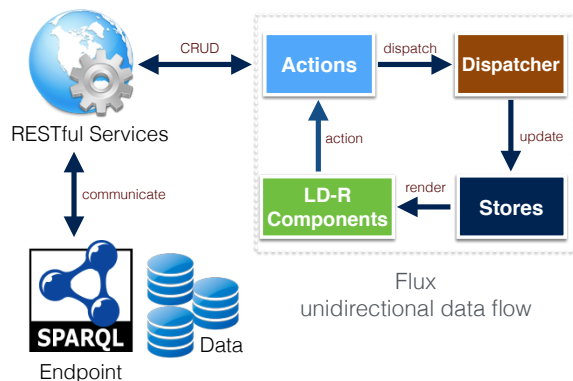 CRUD
Actions
dispatch
Dispatcher
RESTful Services
action
update
communicate
LD-R
Components
render
Stores
SPARQL
Data
Endpoint
Flux
unidirectional data flow